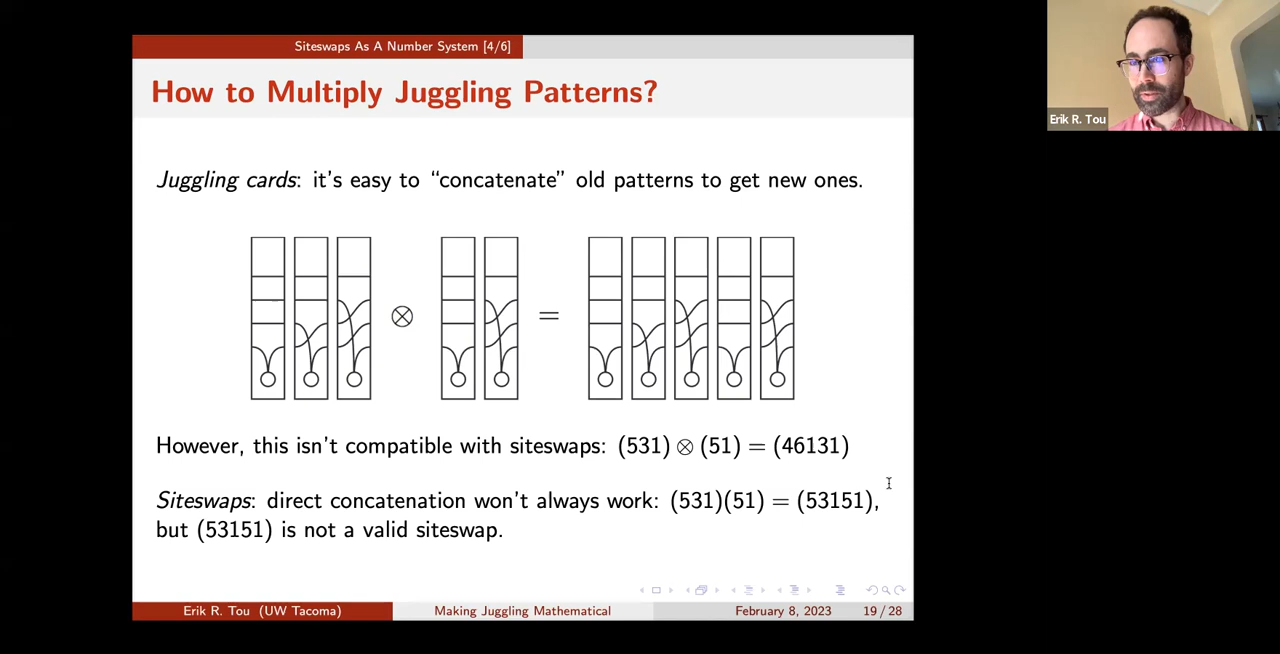 Siteswaps As A Number System [4/6]
How to Multiply Juggling Patterns?
Erik R. Tou
Juggling cards: it's easy to “concatenate” old patterns to get new ones.
⊗ =
However, this isn't compatible with siteswaps: (531) ⊗ (51) = (46131)
Siteswaps: direct concatenation won't always work: (531)(51) = (53151),
but (53151) is not a valid siteswap.
Erik R. Tou (UW Tacoma) Making Juggling Mathematical February 8, 2023 19 / 28